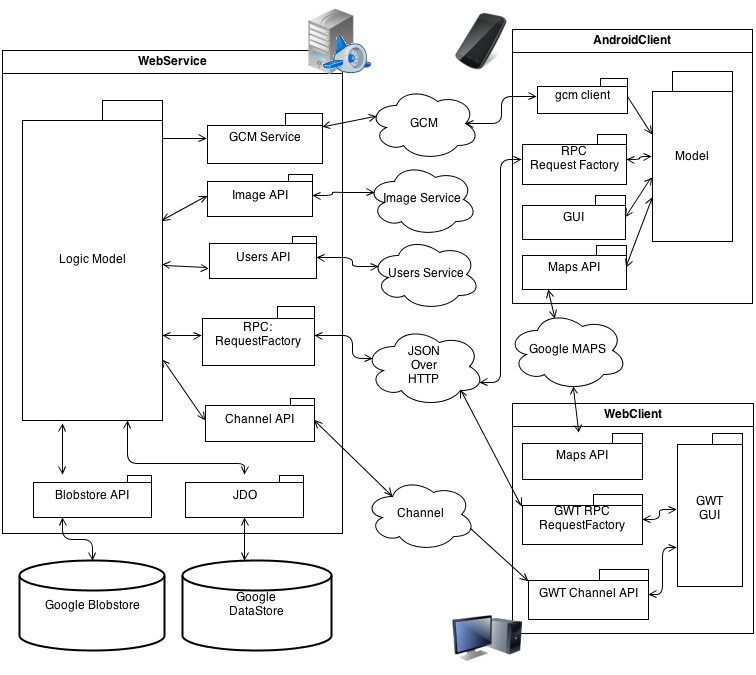 WebService
AndroidClient
GCM Service
GCM
gcm client
RPC
Request Factory
Model
Image API
Image Service
GUI
Logic Model
Users API
Users Service
Maps API
RPC:
RequestFactory
JSON
Over
HTTP
Google MAPS
Channel API
WebClient
Maps API
Blobstore API
JDO
Channel
GWT RPC
RequestFactory
GWT
GUI
Google Blobstore
Google
DataStore
GWT Channel API